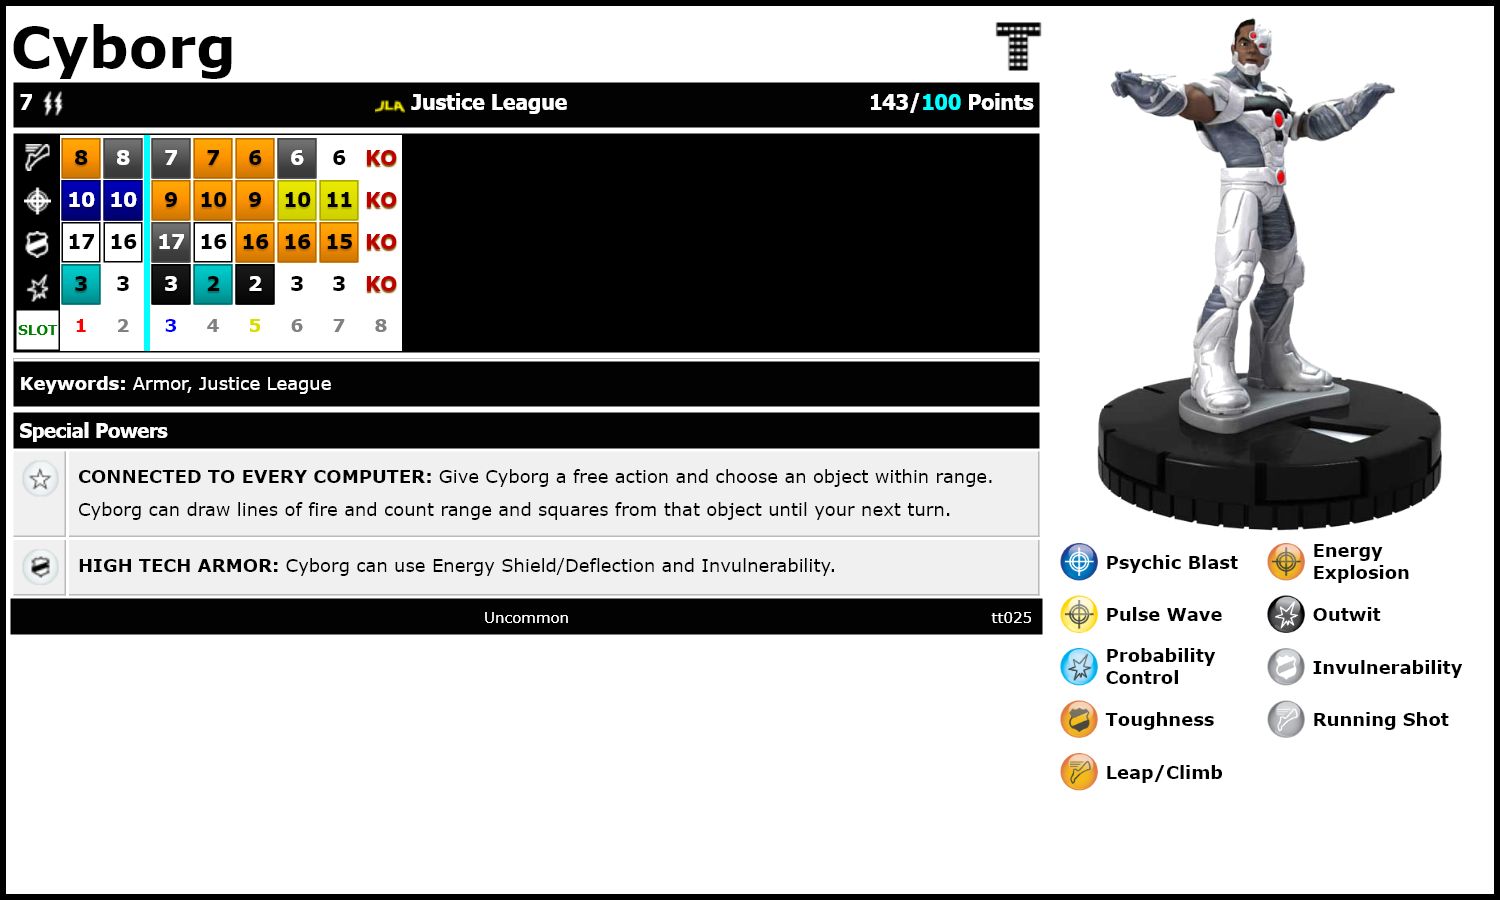 Cyborg
T
7 JLA Justice League 143/100 Points
8 8 7 7 6 6 6 KO
10 10 9 10 9 10 11 KO
17 16 17 16 16 16 15 KO
3 3 3 2 2 3 3 KO
SLOT 1 2 3 4 5 6 7 8
Keywords: Armor, Justice League
Special Powers
CONNECTED TO EVERY COMPUTER: Give Cyborg a free action and choose an object within range.
Cyborg can draw lines of fire and count range and squares from that object until your next turn.
HIGH TECH ARMOR: Cyborg can use Energy Shield/Deflection and Invulnerability.
Uncommon tt025
Psychic Blast
Energy
Explosion
Pulse Wave
Outwit
Probability
Control
Invulnerability
Toughness
Running Shot
Leap/Climb